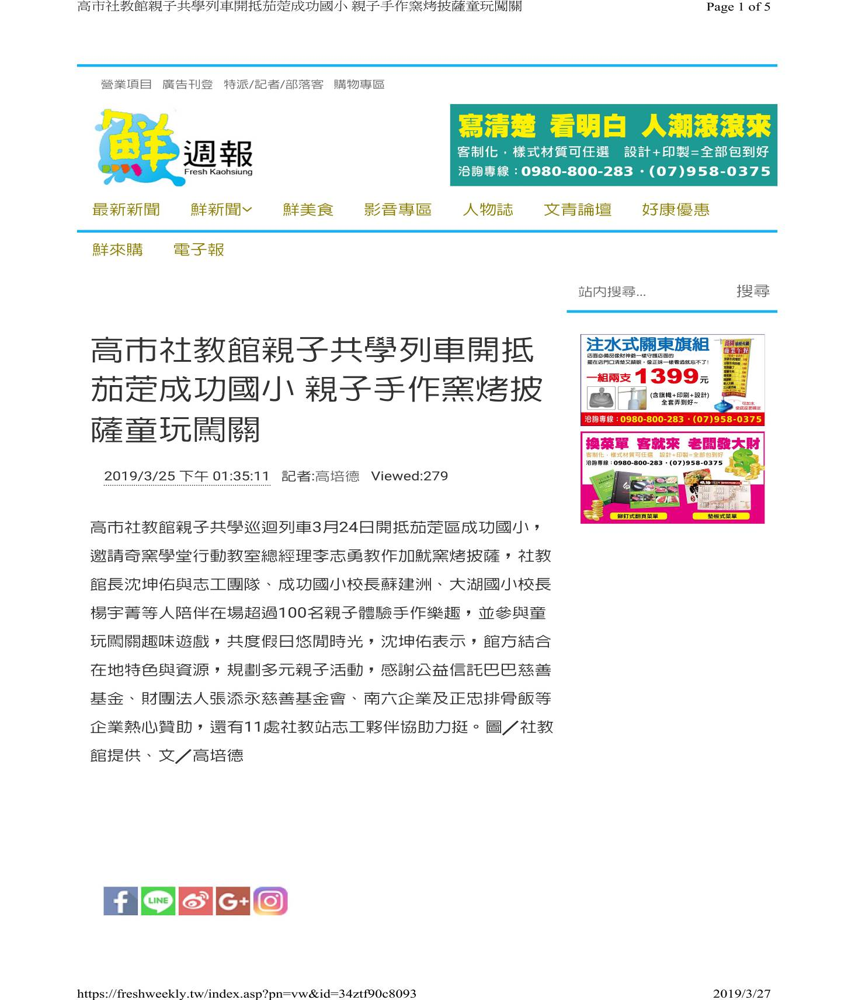 高市社教館親子共學列車開抵茄萣成功國小 親子手作窯烤披薩童玩闖關
Page 1 of 5
營業項目 廣告刊登 特派/記者/部落客 購物專區
鮮週報
Fresh Kaohsiung
寫清楚 看明白 人潮滾滾來
客制化，樣式材質可任選 設計+印製=全部包到好
洽詢專線：0980-800-283・(07)958-0375
最新新聞 鮮新聞 鮮美食 影音專區 人物誌 文青論壇 好康優惠
鮮來購 電子報
站內搜尋... 搜尋
高市社教館親子共學列車開抵
茄萣成功國小 親子手作窯烤披
薩童玩闖關
2019/3/25 下午 01:35:11 記者:高培德 Viewed:279
高市社教館親子共學巡迴列車3月24日開抵茄萣區成功國小，
邀請奇窯學堂行動教室總經理李志勇教作加魷窯烤披薩，社教
館長沈坤佑與志工團隊、成功國小校長蘇建洲、大湖國小校長
楊宇菁等人陪伴在場超過100名親子體驗手作樂趣，並參與童
玩闖關趣味遊戲，共度假日悠閒時光，沈坤佑表示，館方結合
在地特色與資源，規劃多元親子活動，感謝公益信託巴巴慈善
基金、財團法人張添永慈善基金會、南六企業及正忠排骨飯等
企業熱心贊助，還有11處社教站志工夥伴協助力挺。圖／社教
館提供、文／高培德
注水式關東旗組
店面必備品像財神爺一樣守護店面的
擺在店門口清楚又顯眼，像正妹一樣看過就忘不了!
一組兩支1399元
(含旗幟+印刷+設計)
全套弄到好~
可加水
使底座更穩定
商業午餐
洽詢專線：0980-800-283・(07)958-0375
換菜單 客就來 老闆發大財
客制化，樣式材質可任選 設計+印製=全部包到好
洽詢專線：0980-800-283・(07)958-0375
鉚釘式翻頁菜單
墊板式菜單
LINE
G+
https://freshweekly.tw/index.asp?pn=vw&id=34ztf90c8093
2019/3/27